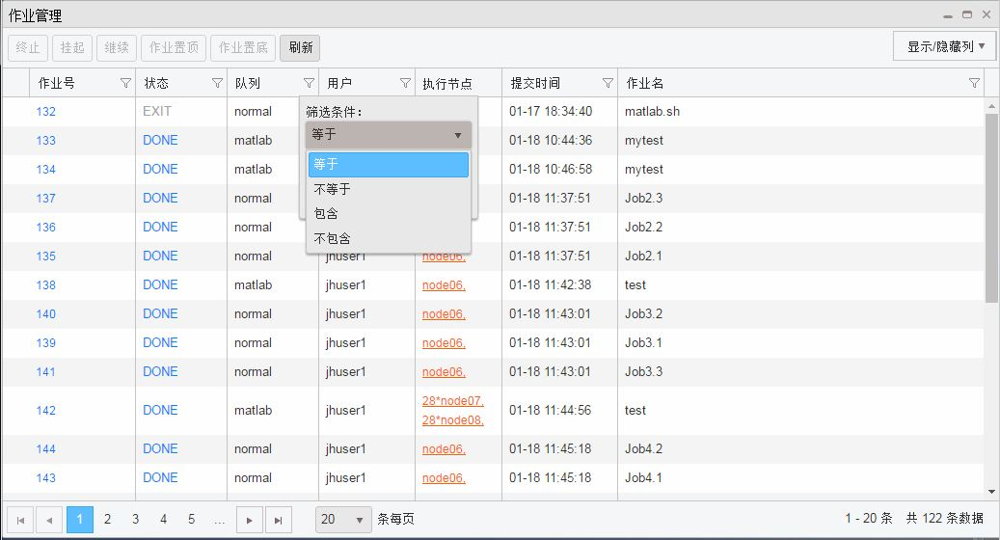 作业管理
终止 挂起 继续 作业置顶 作业置底 刷新 显示/隐藏列
作业号 状态 队列 用户 执行节点 提交时间 作业名
132 EXIT normal 01-17 18:34:40 matlab.sh
133 DONE matlab 01-18 10:44:36 mytest
134 DONE matlab 01-18 10:46:58 mytest
137 DONE normal 01-18 11:37:51 Job2.3
136 DONE normal 01-18 11:37:51 Job2.2
135 DONE normal jhuser1 node06, 01-18 11:37:51 Job2.1
138 DONE matlab jhuser1 node06, 01-18 11:42:38 test
140 DONE normal jhuser1 node06, 01-18 11:43:01 Job3.2
139 DONE normal jhuser1 node06, 01-18 11:43:01 Job3.1
141 DONE normal jhuser1 node06, 01-18 11:43:01 Job3.3
142 DONE matlab jhuser1 28*node07, 28*node08, 01-18 11:44:56 test
144 DONE normal jhuser1 node06, 01-18 11:45:18 Job4.2
143 DONE normal jhuser1 node06, 01-18 11:45:18 Job4.1
筛选条件：
等于
等于
不等于
包含
不包含
1 2 3 4 5 ... 20 条每页 1 - 20 条 共 122 条数据